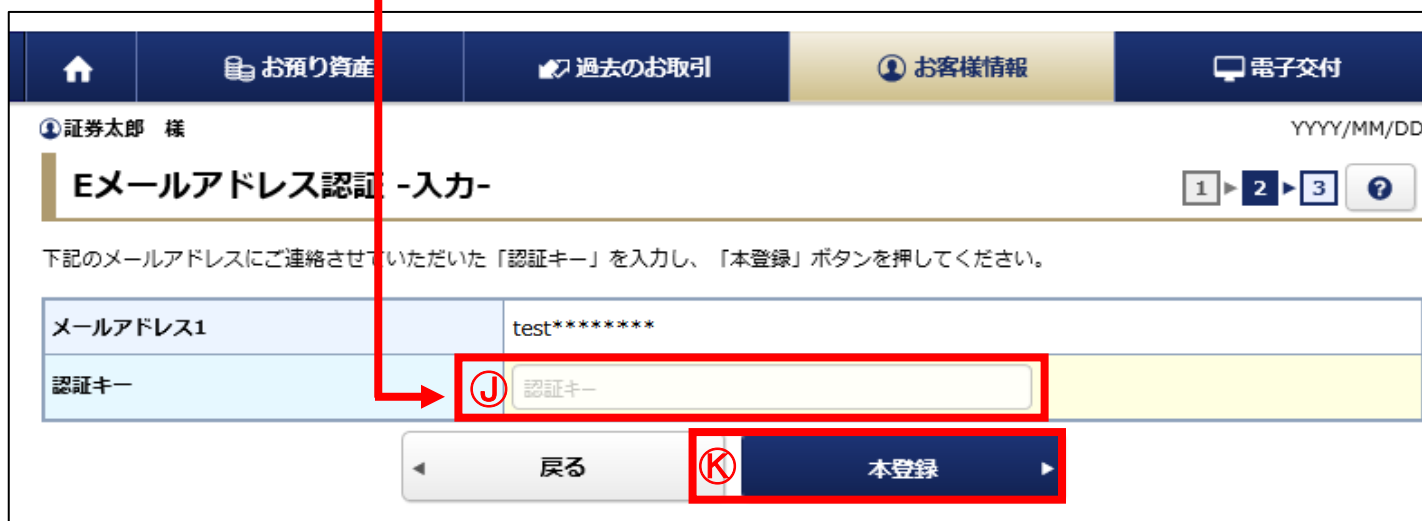 お預り資産 過去のお取引 お客様情報 電子交付
証券太郎 様 YYYY/MM/DD
Eメールアドレス認証 -入力- 1 2 3 ?
下記のメールアドレスにご連絡させていただいた「認証キー」を入力し、「本登録」ボタンを押してください。
メールアドレス1 test********
認証キー Ⓙ 認証キー
戻る Ⓚ 本登録